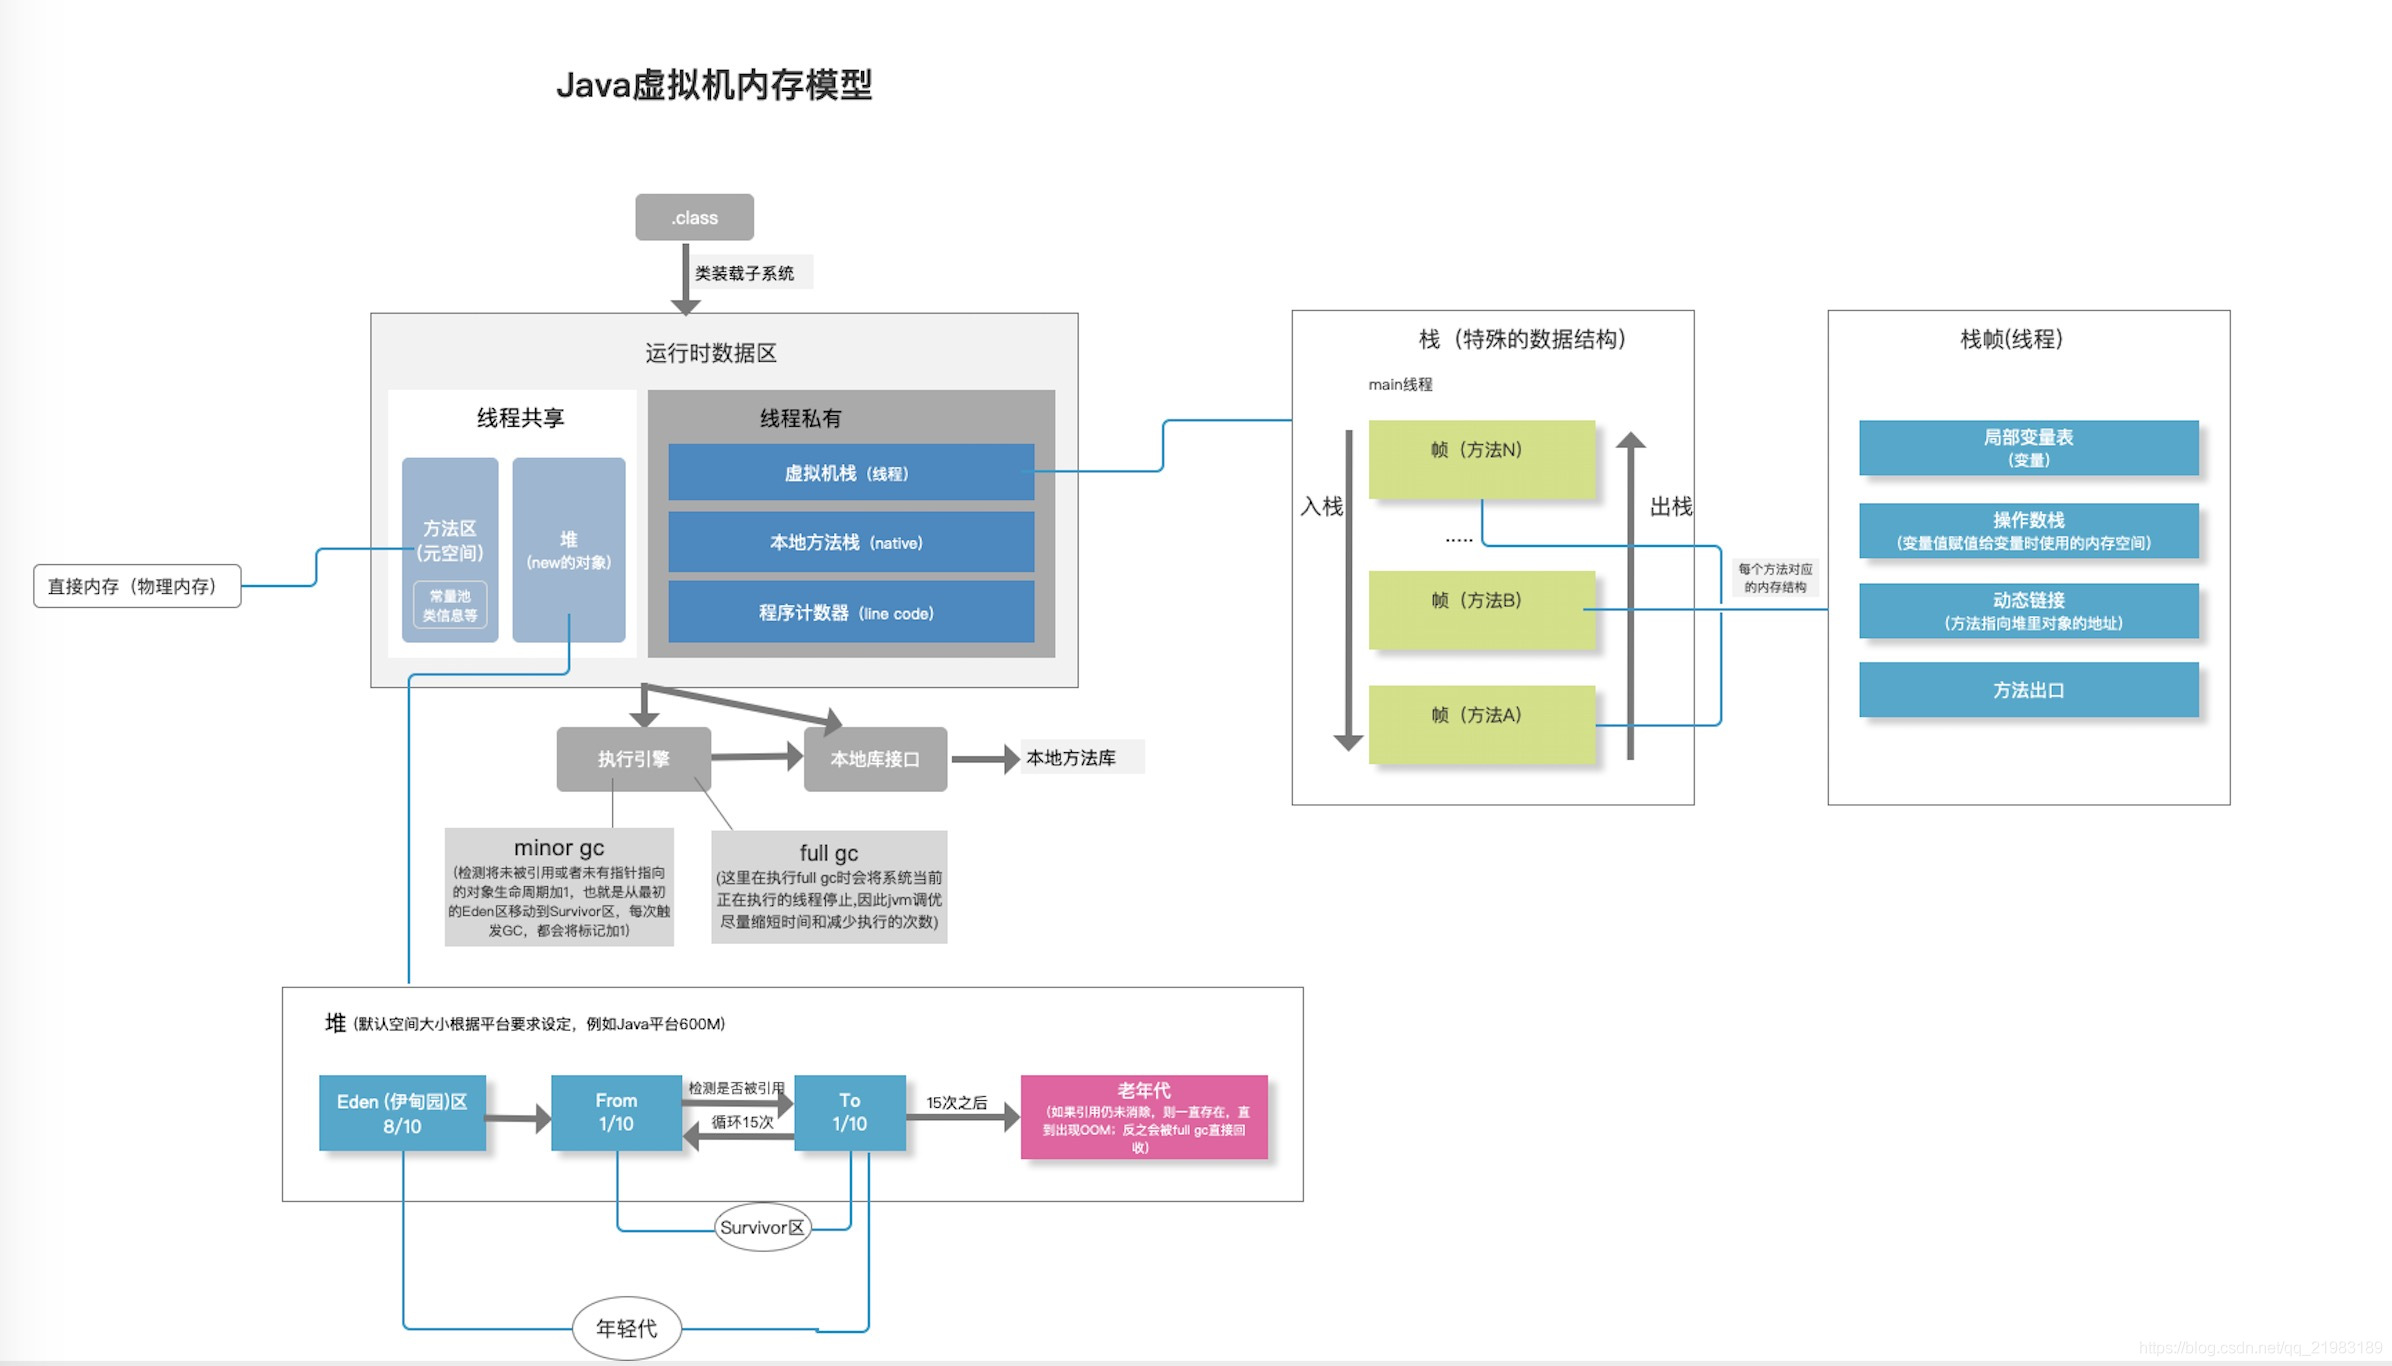 Java虚拟机内存模型
.class
类装载子系统
运行时数据区
线程共享
线程私有
方法区
(元空间)
常量池
类信息等
堆
(new的对象)
虚拟机栈（线程）
本地方法栈（native）
程序计数器（line code）
直接内存（物理内存）
执行引擎
本地库接口
本地方法库
minor gc
(检测将未被引用或者未有指针指向
的对象生命周期加1，也就是从最初
的Eden区移动到Survivor区，每次触
发GC，都会将标记加1)
full gc
(这里在执行full gc时会将系统当前
正在执行的线程停止,因此jvm调优
尽量缩短时间和减少执行的次数)
栈（特殊的数据结构）
main线程
入栈
出栈
帧（方法N）
.....
帧（方法B）
帧（方法A）
每个方法对应
的内存结构
栈帧(线程)
局部变量表
(变量)
操作数栈
(变量值赋值给变量时使用的内存空间)
动态链接
(方法指向堆里对象的地址)
方法出口
堆 (默认空间大小根据平台要求设定，例如Java平台600M)
Eden (伊甸园)区
8/10
From
1/10
检测是否被引用
循环15次
To
1/10
15次之后
老年代
(如果引用仍未消除，则一直存在，直
到出现OOM；反之会被full gc直接回
收)
Survivor区
年轻代
https://blog.csdn.net/qq_21983189